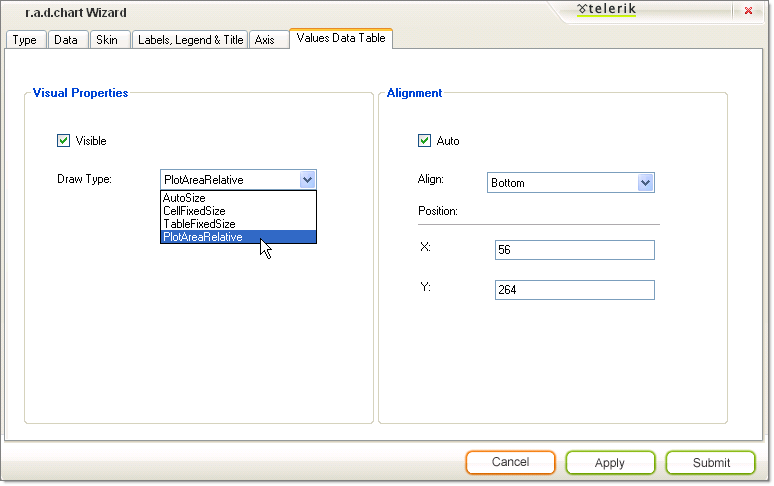 r.a.d.chart Wizard
telerik
Type Data Skin Labels, Legend & Title Axis Values Data Table
Visual Properties
Visible
Draw Type: PlotAreaRelative
AutoSize
CellFixedSize
TableFixedSize
PlotAreaRelative
Alignment
Auto
Align: Bottom
Position:
X: 56
Y: 264
Cancel Apply Submit